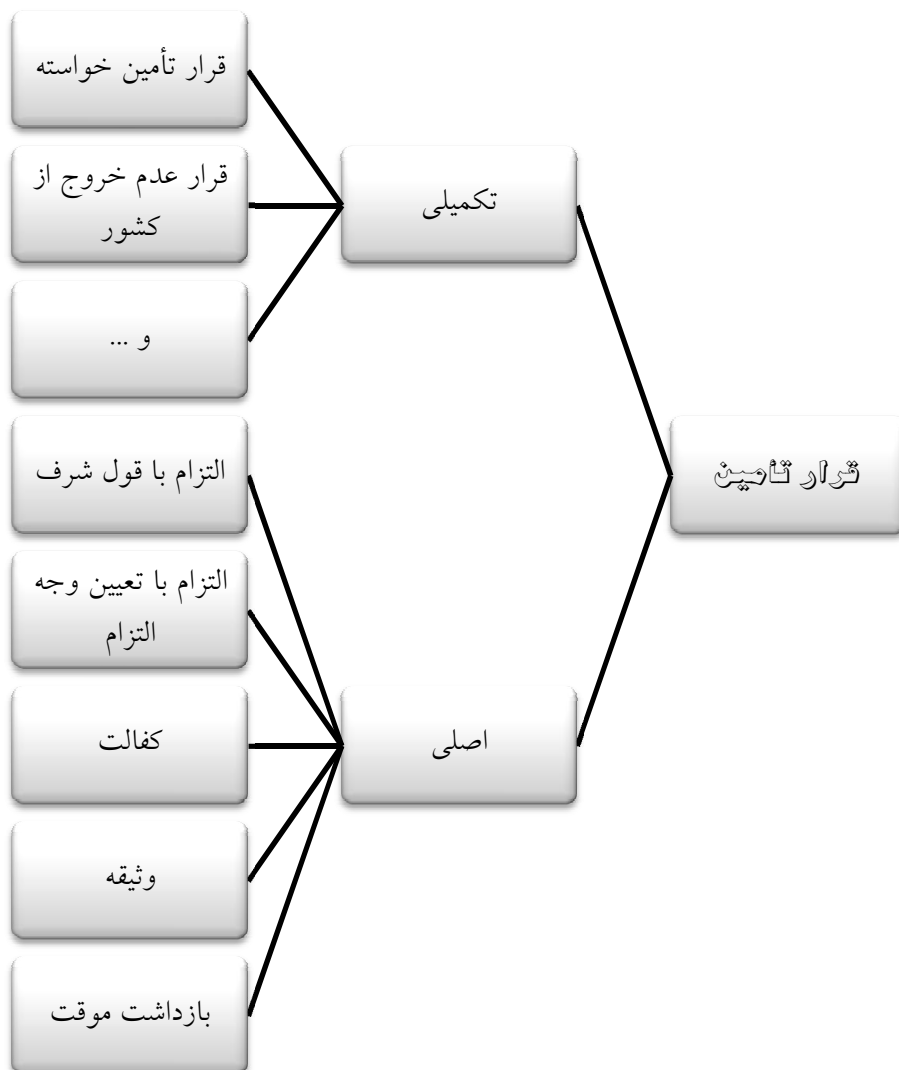 قرار تأمین
تکمیلی
قرار تأمین خواسته
قرار عدم خروج از
کشور
و ...
اصلی
التزام با قول شرف
التزام با تعیین وجه
التزام
کفالت
وثیقه
بازداشت موقت